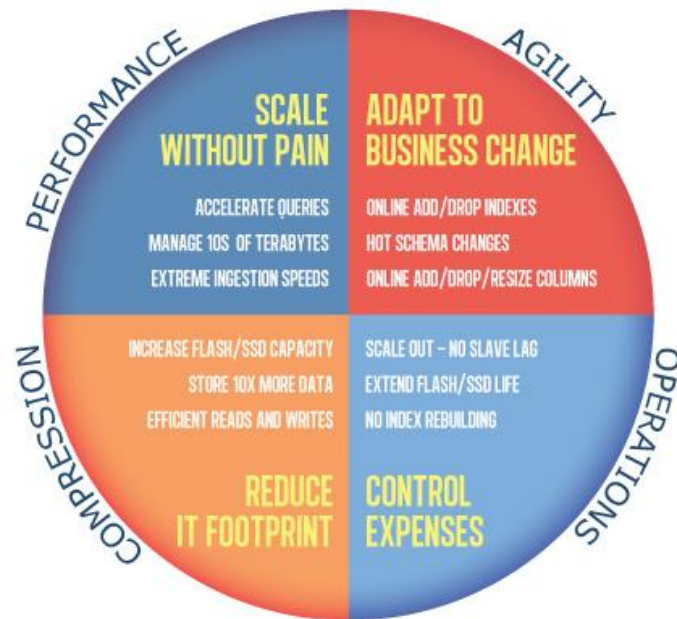 PERFORMANCE
AGILITY
SCALE
WITHOUT PAIN
ACCELERATE QUERIES
MANAGE 10S OF TERABYTES
EXTREME INGESTION SPEEDS
ADAPT TO
BUSINESS CHANGE
ONLINE ADD/DROP INDEXES
HOT SCHEMA CHANGES
ONLINE ADD/DROP/RESIZE COLUMNS
COMPRESSION
INCREASE FLASH/SSD CAPACITY
STORE 10X MORE DATA
EFFICIENT READS AND WRITES
REDUCE
IT FOOTPRINT
SCALE OUT – NO SLAVE LAG
EXTEND FLASH/SSD LIFE
NO INDEX REBUILDING
CONTROL
EXPENSES
OPERATIONS